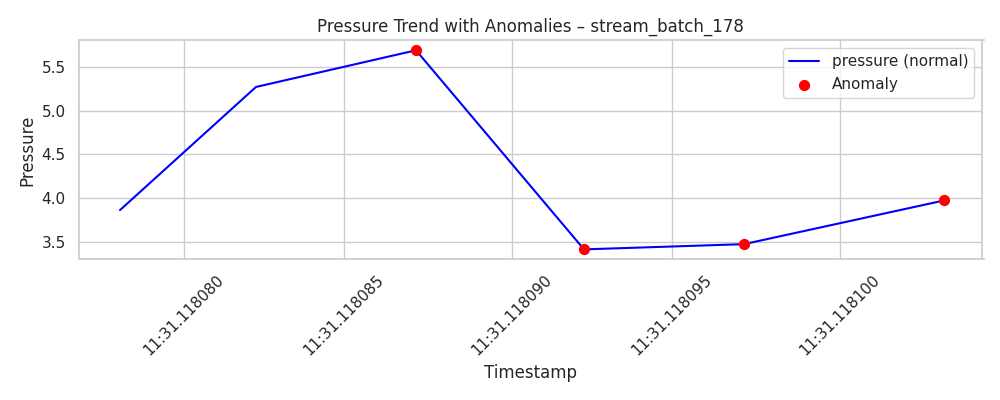 Pressure Trend with Anomalies – stream_batch_178
pressure (normal)
Anomaly
Pressure
5.5
5.0
4.5
4.0
3.5
11:31.118080
11:31.118085
11:31.118090
11:31.118095
11:31.118100
Timestamp